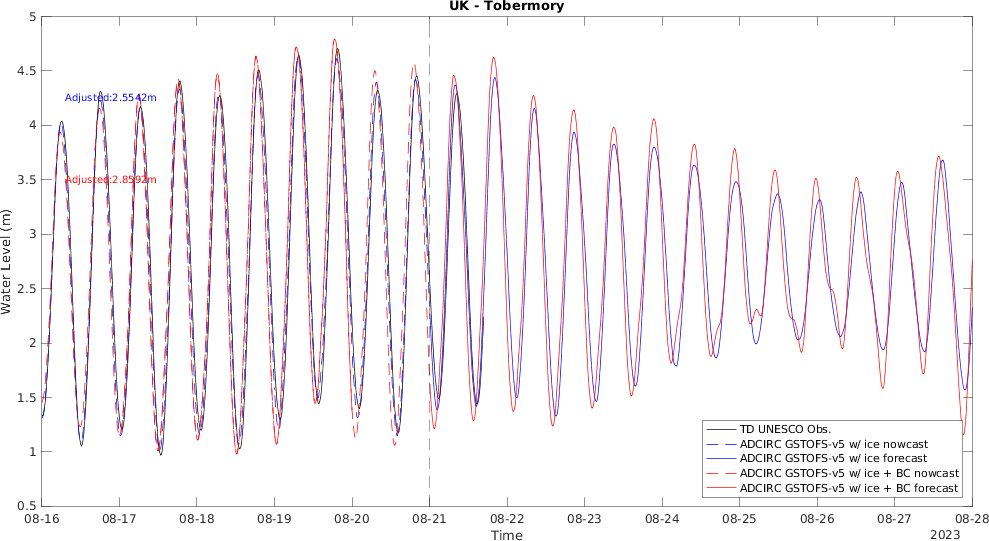 UK - Tobermory
5
4.5
4
3.5
3
2.5
2
1.5
1
0.5
Water Level (m)
Adjusted:2.5542m
Adjusted:2.8592m
TD UNESCO Obs.
ADCIRC GSTOFS-v5 w/ ice nowcast
ADCIRC GSTOFS-v5 w/ ice forecast
ADCIRC GSTOFS-v5 w/ ice + BC nowcast
ADCIRC GSTOFS-v5 w/ ice + BC forecast
08-16 08-17 08-18 08-19 08-20 08-21 08-22 08-23 08-24 08-25 08-26 08-27 08-28
Time
2023